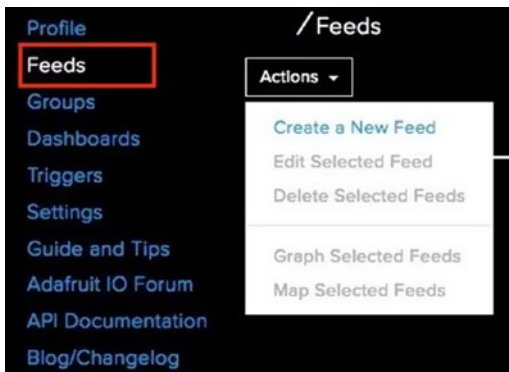 Profile
Feeds
Groups
Dashboards
Triggers
Settings
Guide and Tips
Adafruit IO Forum
API Documentation
Blog/Changelog
/Feeds
Actions
Create a New Feed
Edit Selected Feed
Delete Selected Feeds
Graph Selected Feeds
Map Selected Feeds